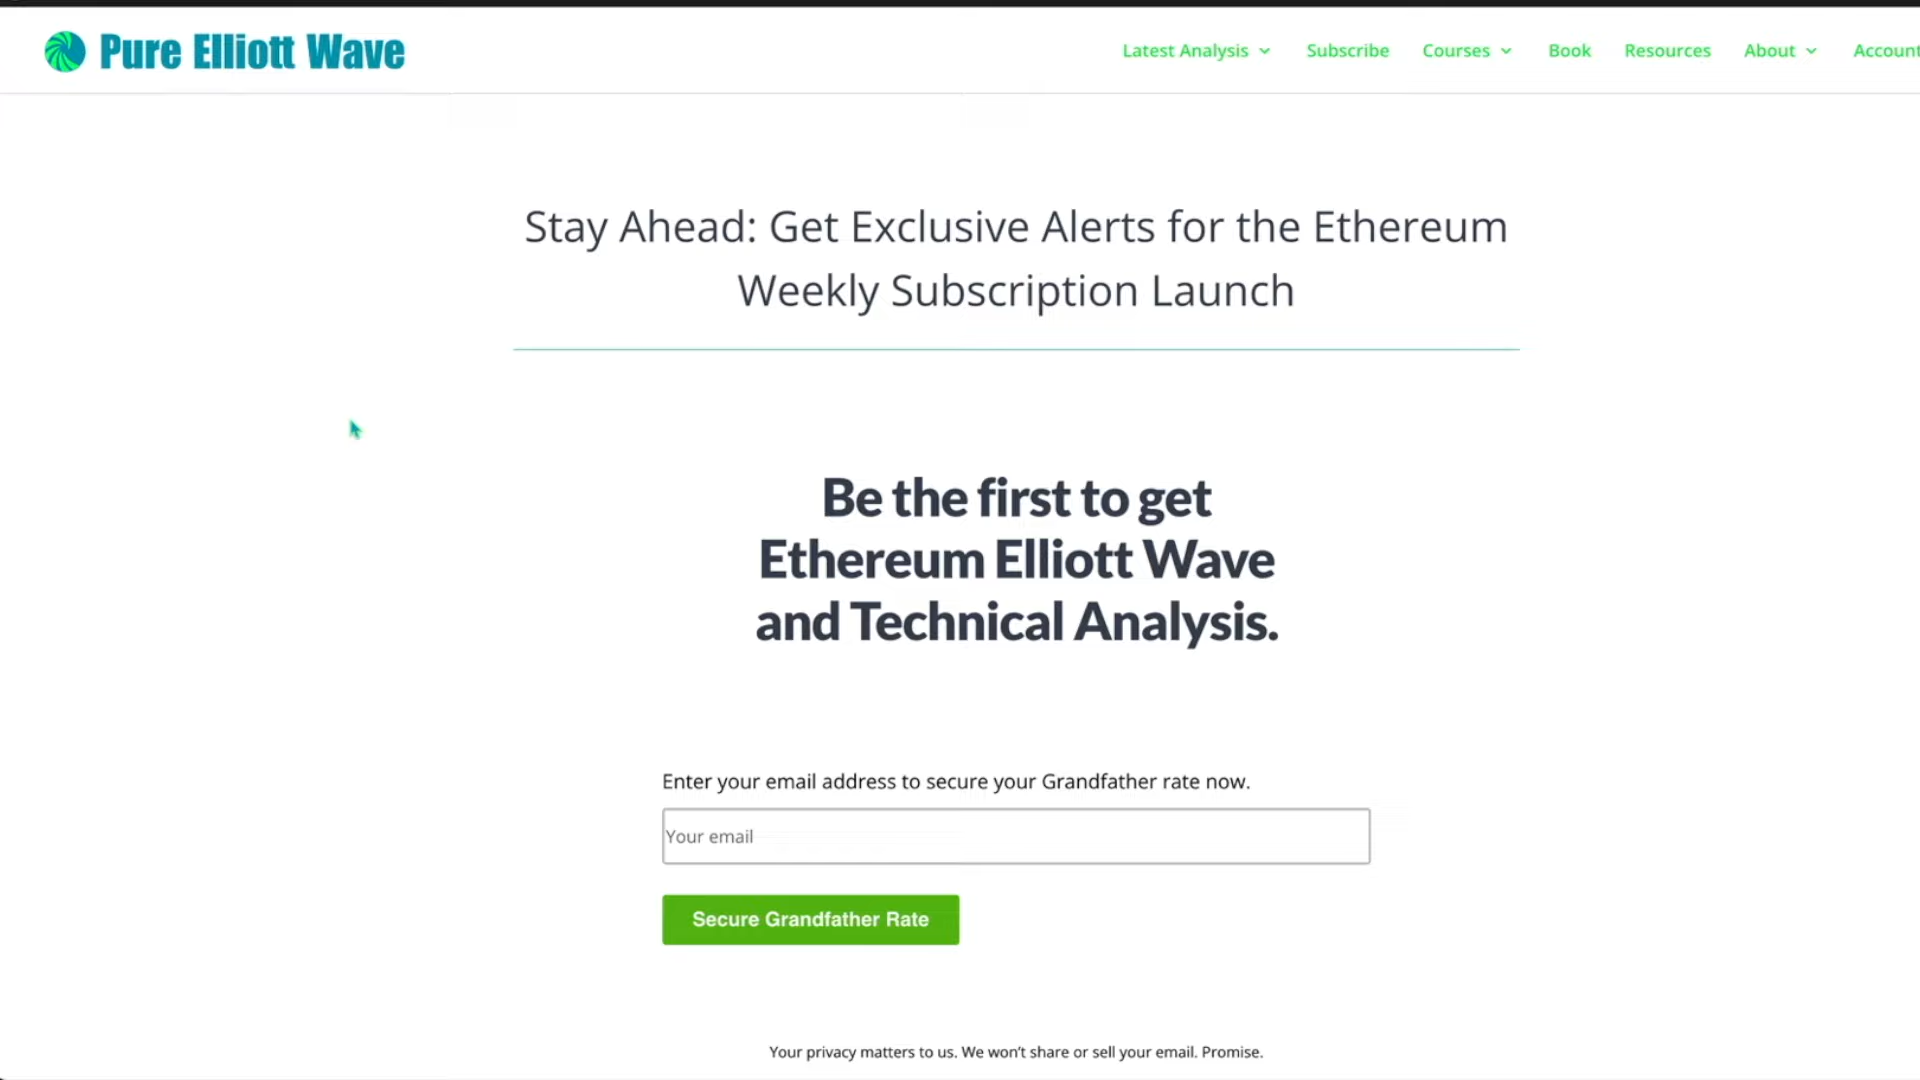 Pure Elliott Wave
Latest Analysis Subscribe Courses Book Resources About Account
Stay Ahead: Get Exclusive Alerts for the Ethereum
Weekly Subscription Launch
Be the first to get
Ethereum Elliott Wave
and Technical Analysis.
Enter your email address to secure your Grandfather rate now.
Your email
Secure Grandfather Rate
Your privacy matters to us. We won't share or sell your email. Promise.